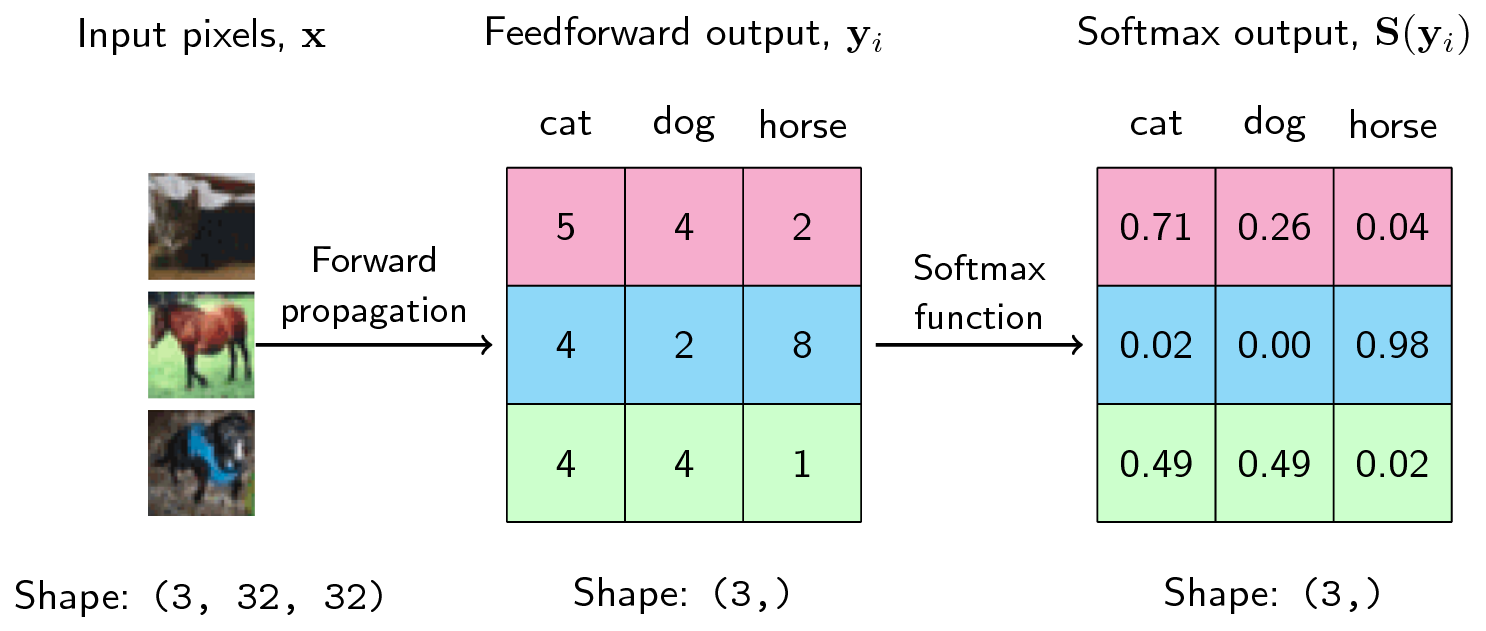 Input pixels, x
Feedforward output, yᵢ
Softmax output, S(yᵢ)
cat dog horse
cat dog horse
5 4 2
0.71 0.26 0.04
Forward
propagation
Softmax
function
4 2 8
0.02 0.00 0.98
4 4 1
0.49 0.49 0.02
Shape: (3, 32, 32)
Shape: (3,)
Shape: (3,)